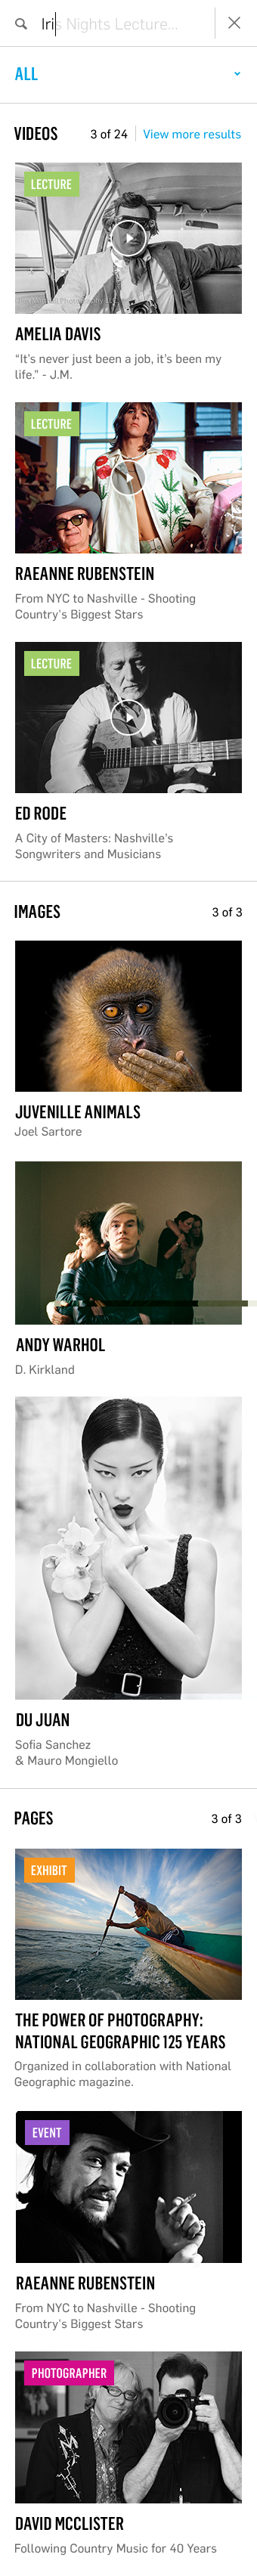 Iris Nights Lecture...
ALL
VIDEOS 3 of 24 View more results
LECTURE
AMELIA DAVIS
“It’s never just been a job, it’s been my
life.” - J.M.
LECTURE
RAEANNE RUBENSTEIN
From NYC to Nashville - Shooting
Country’s Biggest Stars
LECTURE
ED RODE
A City of Masters: Nashville’s
Songwriters and Musicians
IMAGES 3 of 3
JUVENILLE ANIMALS
Joel Sartore
ANDY WARHOL
D. Kirkland
DU JUAN
Sofia Sanchez
& Mauro Mongiello
PAGES 3 of 3
EXHIBIT
THE POWER OF PHOTOGRAPHY:
NATIONAL GEOGRAPHIC 125 YEARS
Organized in collaboration with National
Geographic magazine.
EVENT
RAEANNE RUBENSTEIN
From NYC to Nashville - Shooting
Country’s Biggest Stars
PHOTOGRAPHER
DAVID MCCLISTER
Following Country Music for 40 Years